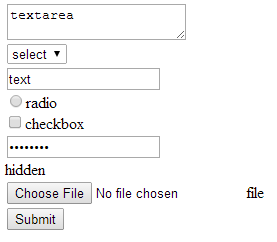 textarea
select
text
radio
checkbox
••••••••
hidden
Choose File No file chosen file
Submit